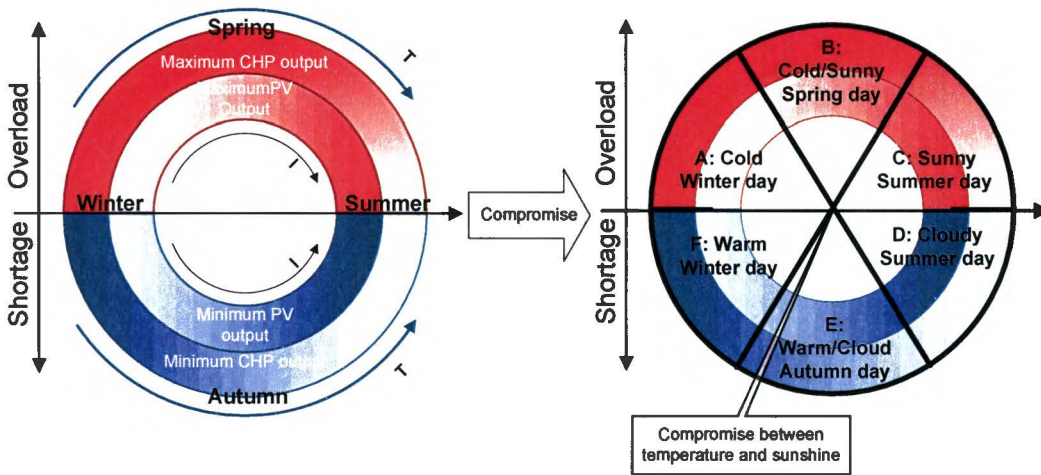 Spring
T
Maximum CHP output
MaximumPV
Output
I
Overload
Winter
Summer
Shortage
I
Minimum PV
output
Minimum CHP output
Autumn
T
Compromise
Overload
Shortage
B:
Cold/Sunny
Spring day
A: Cold
Winter day
C: Sunny
Summer day
F: Warm
Winter day
D: Cloudy
Summer day
E:
Warm/Cloud
Autumn day
Compromise between
temperature and sunshine